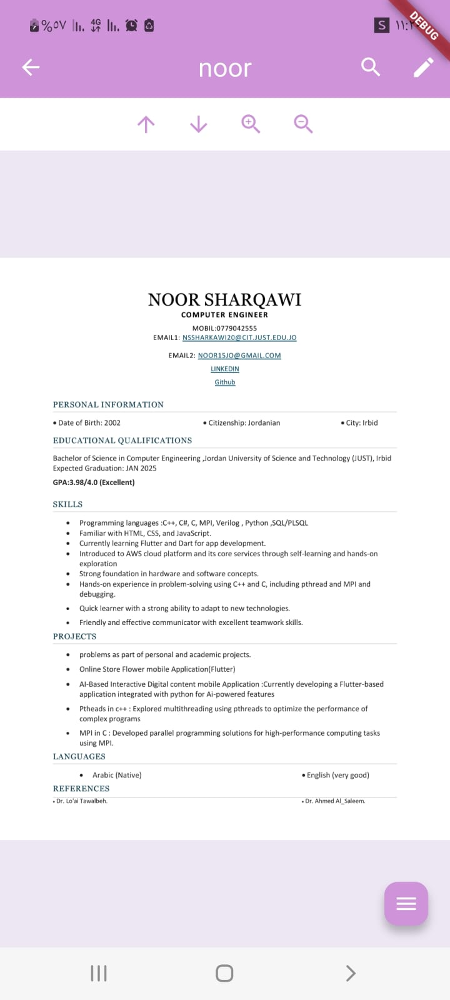 %٥٧ 4G S ١١:٢
DEBUG
noor
NOOR SHARQAWI
COMPUTER ENGINEER
MOBIL:0779042555
EMAIL1: NSSHARKAWI20@CIT.JUST.EDU.JO
EMAIL2: NOOR15JO@GMAIL.COM
LINKEDIN
Github
PERSONAL INFORMATION
• Date of Birth: 2002 • Citizenship: Jordanian • City: Irbid
EDUCATIONAL QUALIFICATIONS
Bachelor of Science in Computer Engineering ,Jordan University of Science and Technology (JUST), Irbid
Expected Graduation: JAN 2025
GPA:3.98/4.0 (Excellent)
SKILLS
• Programming languages :C++, C#, C, MPI, Verilog , Python ,SQL/PLSQL
• Familiar with HTML, CSS, and JavaScript.
• Currently learning Flutter and Dart for app development.
• Introduced to AWS cloud platform and its core services through self-learning and hands-on
exploration
• Strong foundation in hardware and software concepts.
• Hands-on experience in problem-solving using C++ and C, including pthread and MPI and
debugging.
• Quick learner with a strong ability to adapt to new technologies.
• Friendly and effective communicator with excellent teamwork skills.
PROJECTS
• problems as part of personal and academic projects.
• Online Store Flower mobile Application(Flutter)
• AI-Based Interactive Digital content mobile Application :Currently developing a Flutter-based
application integrated with python for Ai-powered features
• Ptheads in c++ : Explored multithreading using pthreads to optimize the performance of
complex programs
• MPI in C : Developed parallel programming solutions for high-performance computing tasks
using MPI.
LANGUAGES
• Arabic (Native) • English (very good)
REFERENCES
• Dr. Lo'ai Tawalbeh. • Dr. Ahmed Al_Saleem.